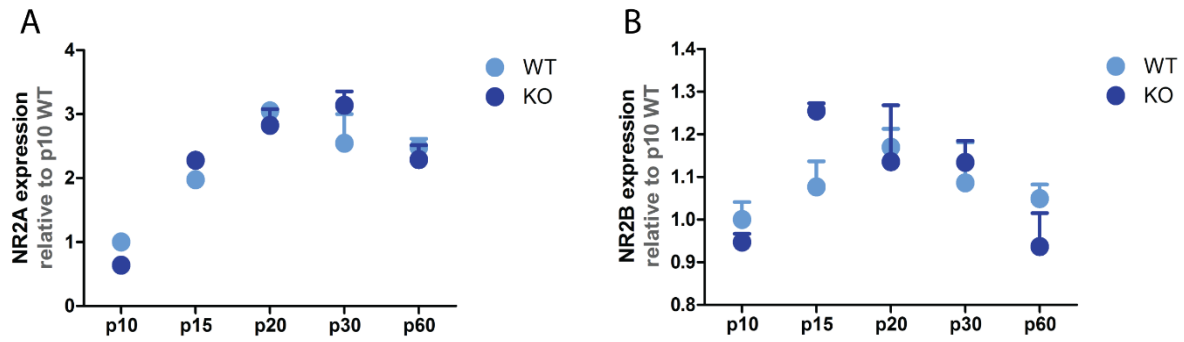 A
NR2A expression
relative to p10 WT
4
3
2
1
0
p10 p15 p20 p30 p60
WT
KO
B
NR2B expression
relative to p10 WT
1.4
1.3
1.2
1.1
1.0
0.9
0.8
p10 p15 p20 p30 p60
WT
KO